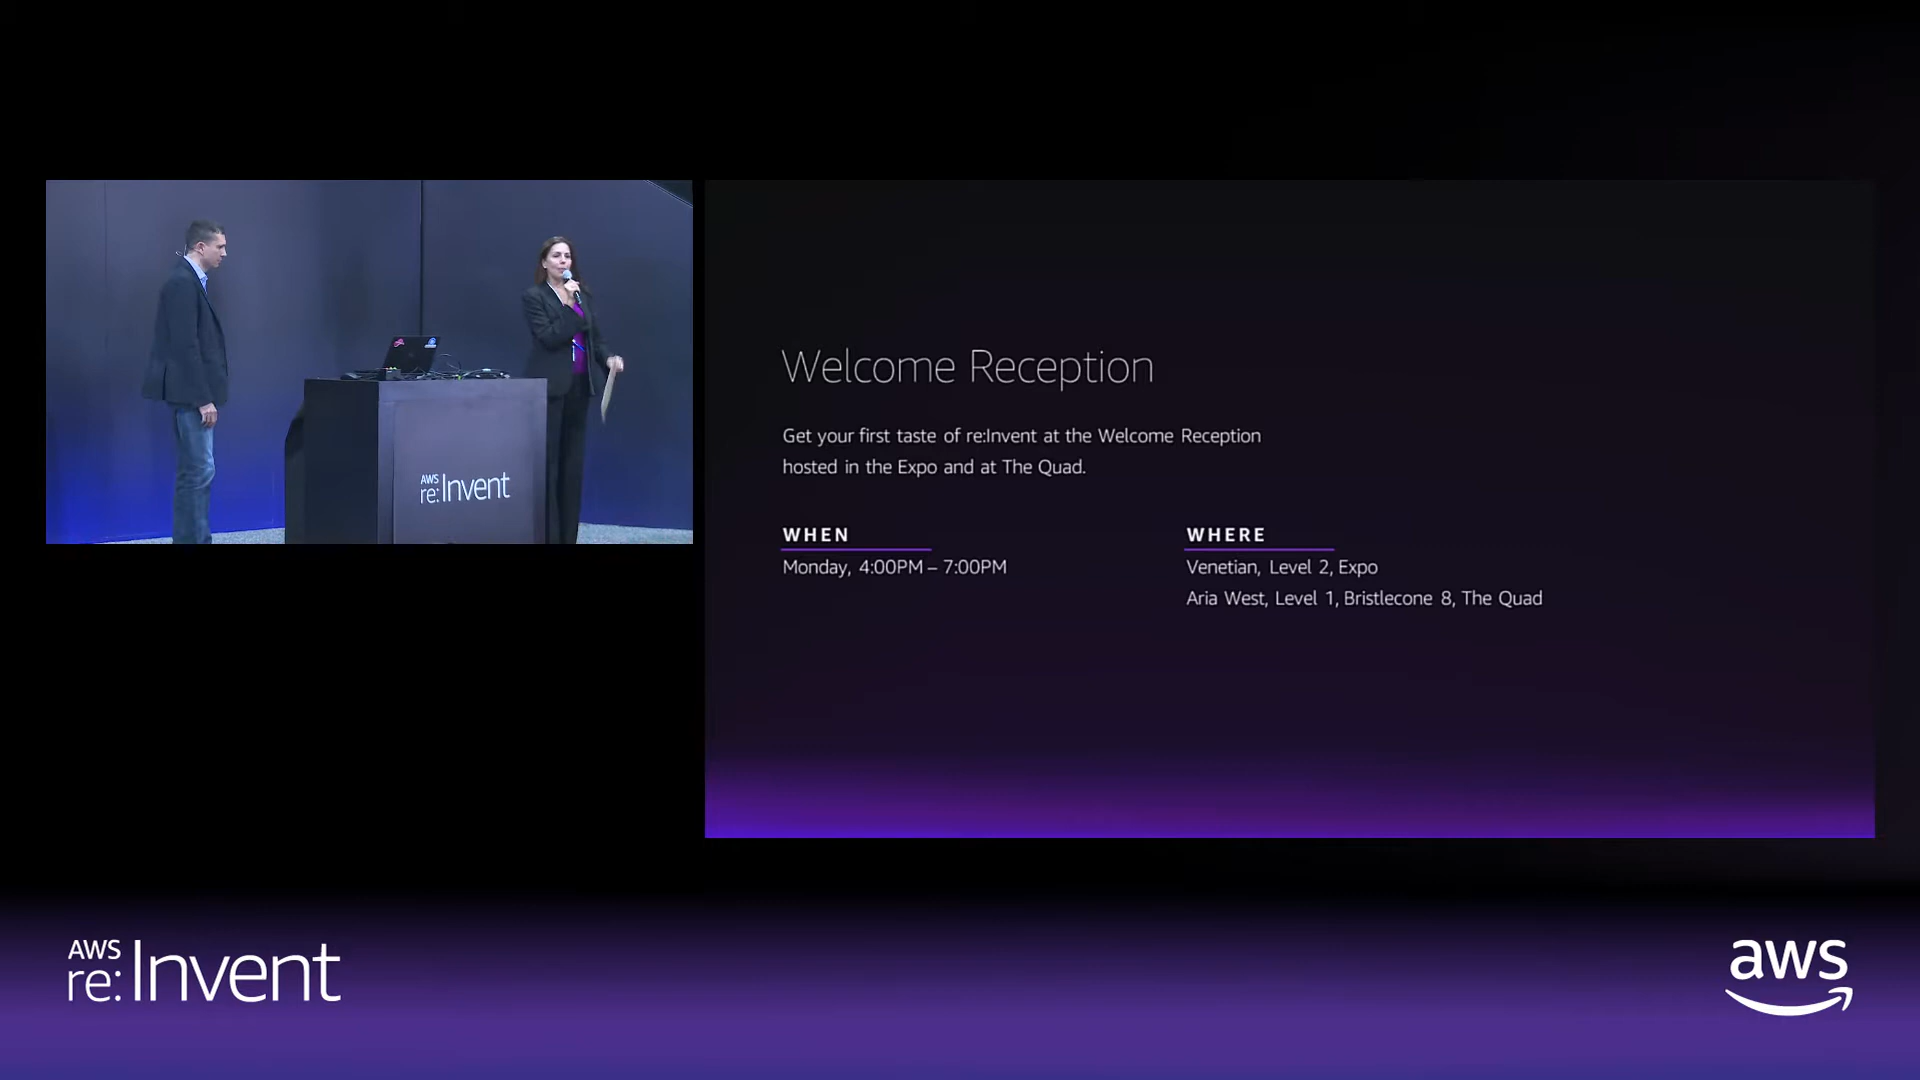 AWS
re:Invent
Welcome Reception
Get your first taste of re:Invent at the Welcome Reception
hosted in the Expo and at The Quad.
WHEN
Monday, 4:00PM – 7:00PM
WHERE
Venetian, Level 2, Expo
Aria West, Level 1, Bristlecone 8, The Quad
AWS
re:Invent
aws